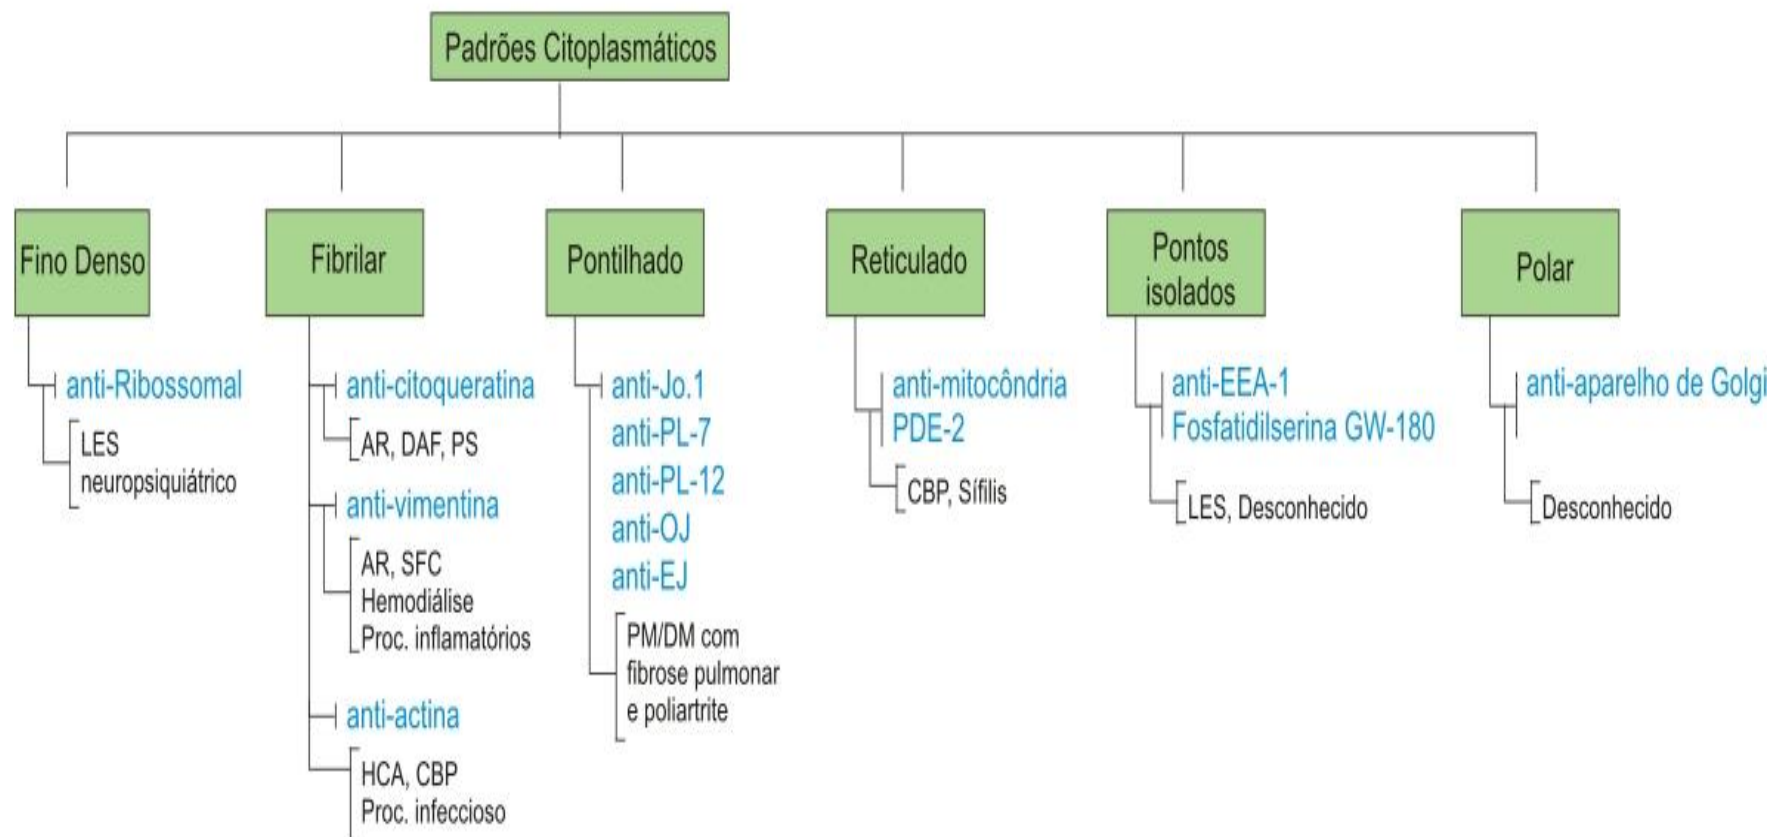 Padrões Citoplasmáticos
Fino Denso
anti-Ribossomal
LES
neuropsiquiátrico
Fibrilar
anti-citoqueratina
AR, DAF, PS
anti-vimentina
AR, SFC
Hemodiálise
Proc. inflamatórios
anti-actina
HCA, CBP
Proc. infeccioso
Pontilhado
anti-Jo.1
anti-PL-7
anti-PL-12
anti-OJ
anti-EJ
PM/DM com
fibrose pulmonar
e poliartrite
Reticulado
anti-mitocôndria
PDE-2
CBP, Sífilis
Pontos
isolados
anti-EEA-1
Fosfatidilserina GW-180
LES, Desconhecido
Polar
anti-aparelho de Golgi
Desconhecido